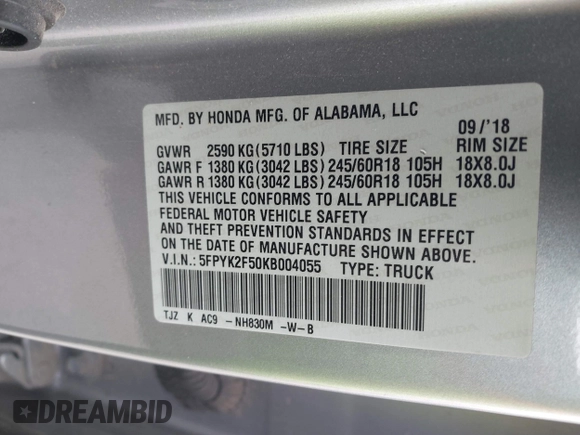 MFD. BY HONDA MFG. OF ALABAMA, LLC
09/'18
GVWR 2590 KG(5710 LBS) TIRE SIZE RIM SIZE
GAWR F 1380 KG(3042 LBS) 245/60R18 105H 18X8.0J
GAWR R 1380 KG(3042 LBS) 245/60R18 105H 18X8.0J
THIS VEHICLE CONFORMS TO ALL APPLICABLE
FEDERAL MOTOR VEHICLE SAFETY
AND THEFT PREVENTION STANDARDS IN EFFECT
ON THE DATE OF MANUFACTURE SHOWN ABOVE.
V.I.N.: 5FPYK2F50KB004055 TYPE: TRUCK
TJZ K AC9 -NH830M -W-B
DREAMBID